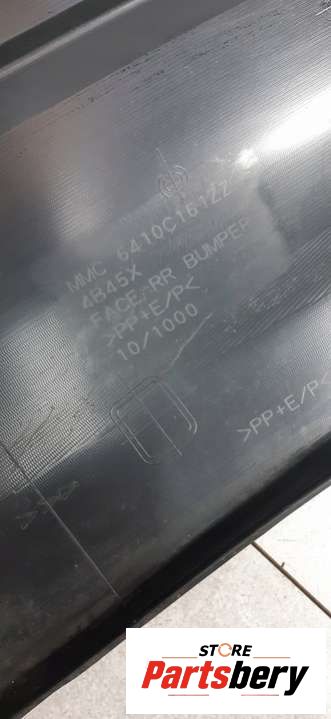 MMC 6410C161ZZ
4B45X
FACE,RR BUMPER
>PP+E/P<
10/1000
>PP+E/P
STORE
Partsbery